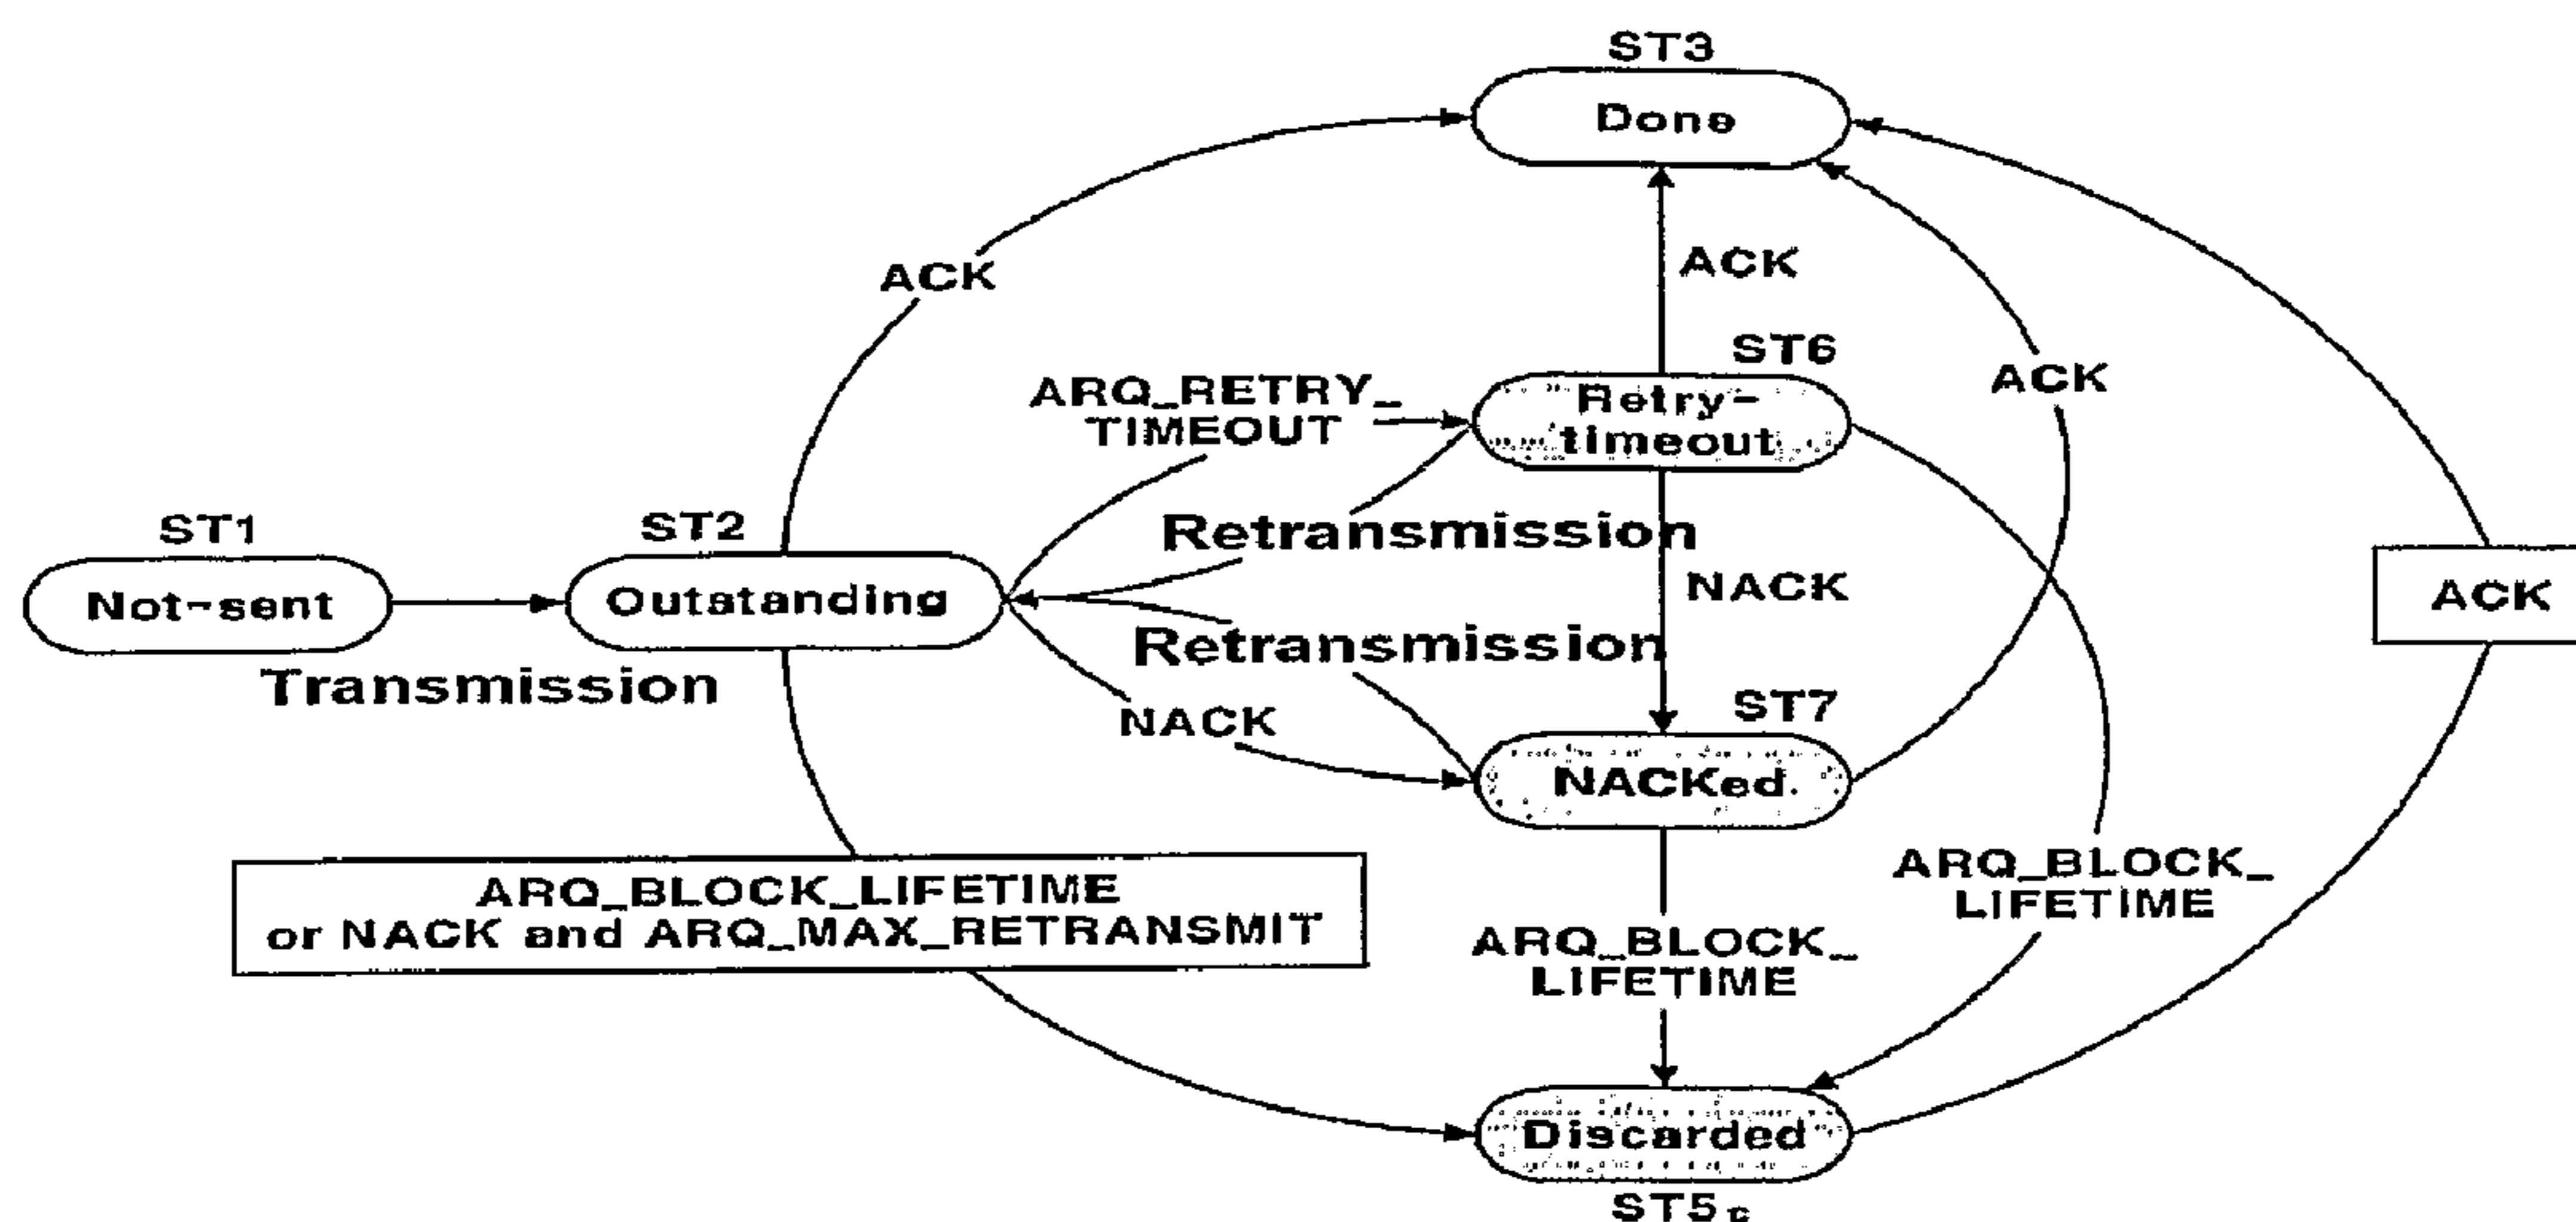 ST3
Done
ACK
ACK
ST6
ARQ_RETRY_
TIMEOUT
Retry-
timeout
ACK
ST1
ST2
Retransmission
Not-sent
Outstanding
NACK
ACK
Transmission
Retransmission
NACK
ST7
NACKed.
ARQ_BLOCK_LIFETIME
or NACK and ARQ_MAX_RETRANSMIT
ARQ_BLOCK_
LIFETIME
ARQ_BLOCK_
LIFETIME
Discarded
ST5